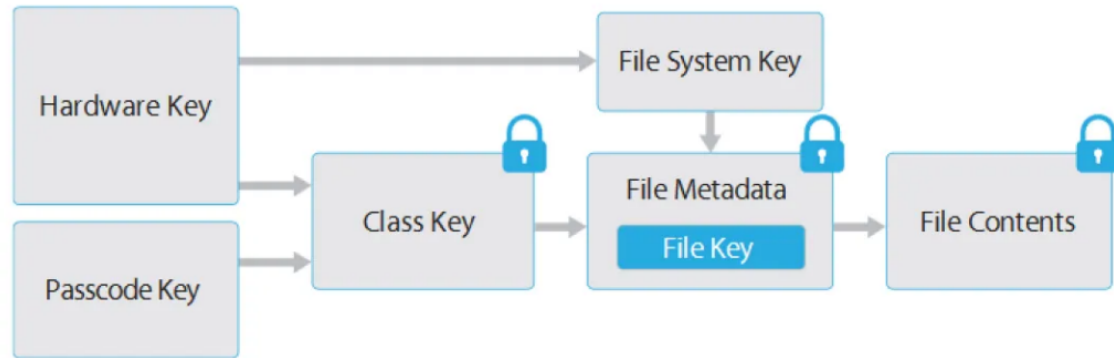 Hardware Key
File System Key
Class Key
File Metadata
File Key
File Contents
Passcode Key